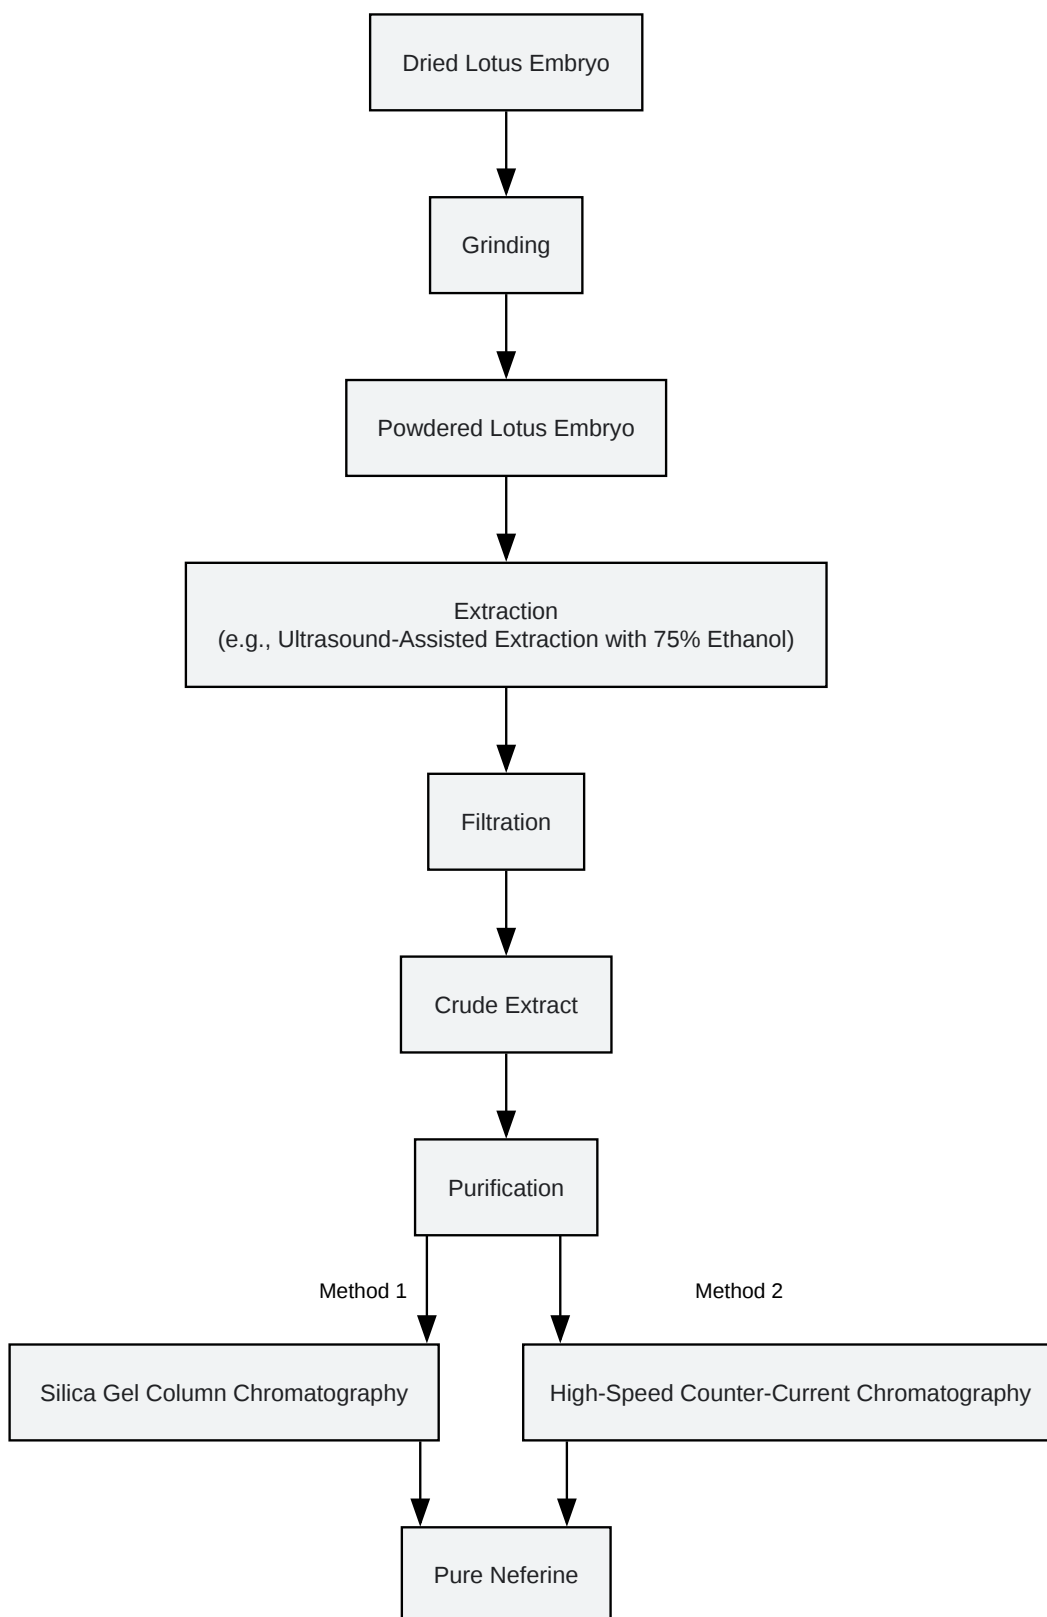 Dried Lotus Embryo
Grinding
Powdered Lotus Embryo
Extraction
(e.g., Ultrasound-Assisted Extraction with 75% Ethanol)
Filtration
Crude Extract
Purification
Method 1
Method 2
Silica Gel Column Chromatography
High-Speed Counter-Current Chromatography
Pure Neferine